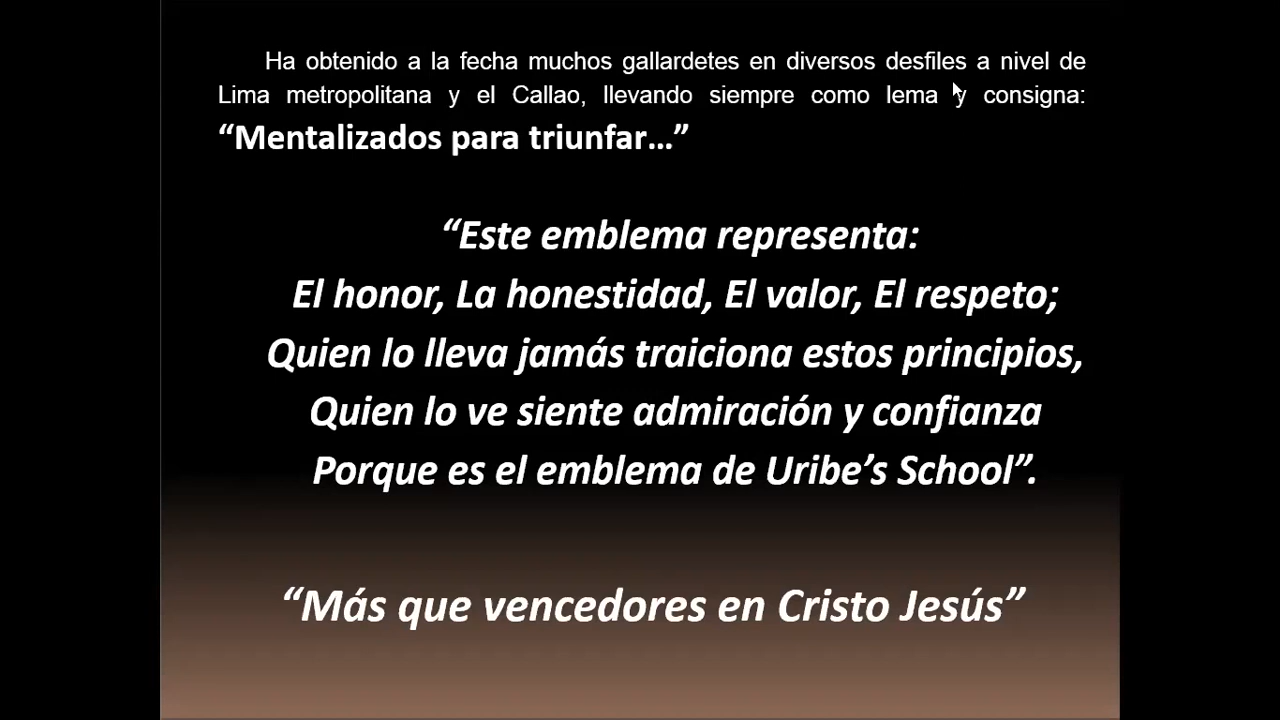 Ha obtenido a la fecha muchos gallardetes en diversos desfiles a nivel de
Lima metropolitana y el Callao, llevando siempre como lema y consigna:
“Mentalizados para triunfar...”
“Este emblema representa:
El honor, La honestidad, El valor, El respeto;
Quien lo lleva jamás traiciona estos principios,
Quien lo ve siente admiración y confianza
Porque es el emblema de Uribe’s School”.
“Más que vencedores en Cristo Jesús”